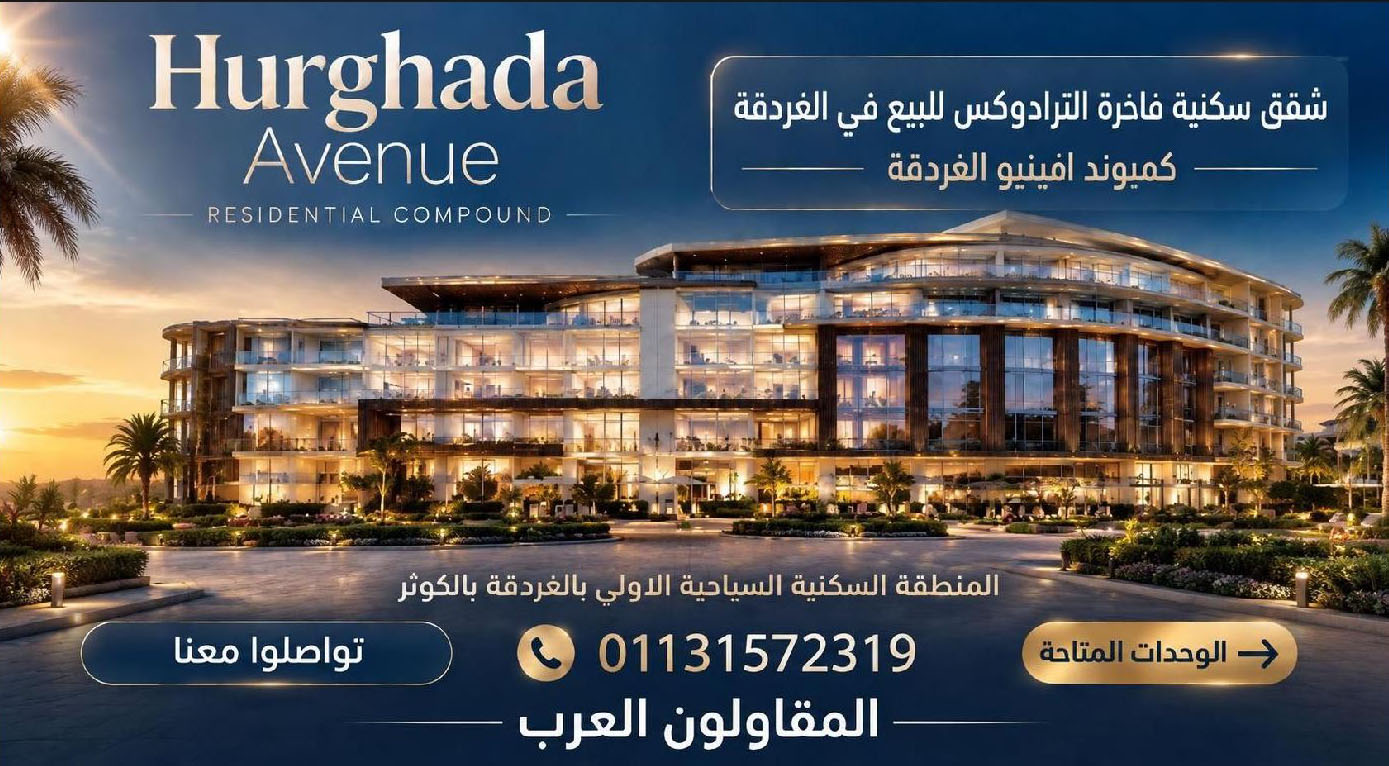 Hurghada
Avenue
RESIDENTIAL COMPOUND
شقق سكنية فاخرة الترادوكس للبيع في الغردقة
كمبوند افينيو الغردقة
المنطقة السكنية السياحية الاولي بالغردقة بالكوثر
تواصلوا معنا
01131572319
الوحدات المتاحة
المقاولون العرب